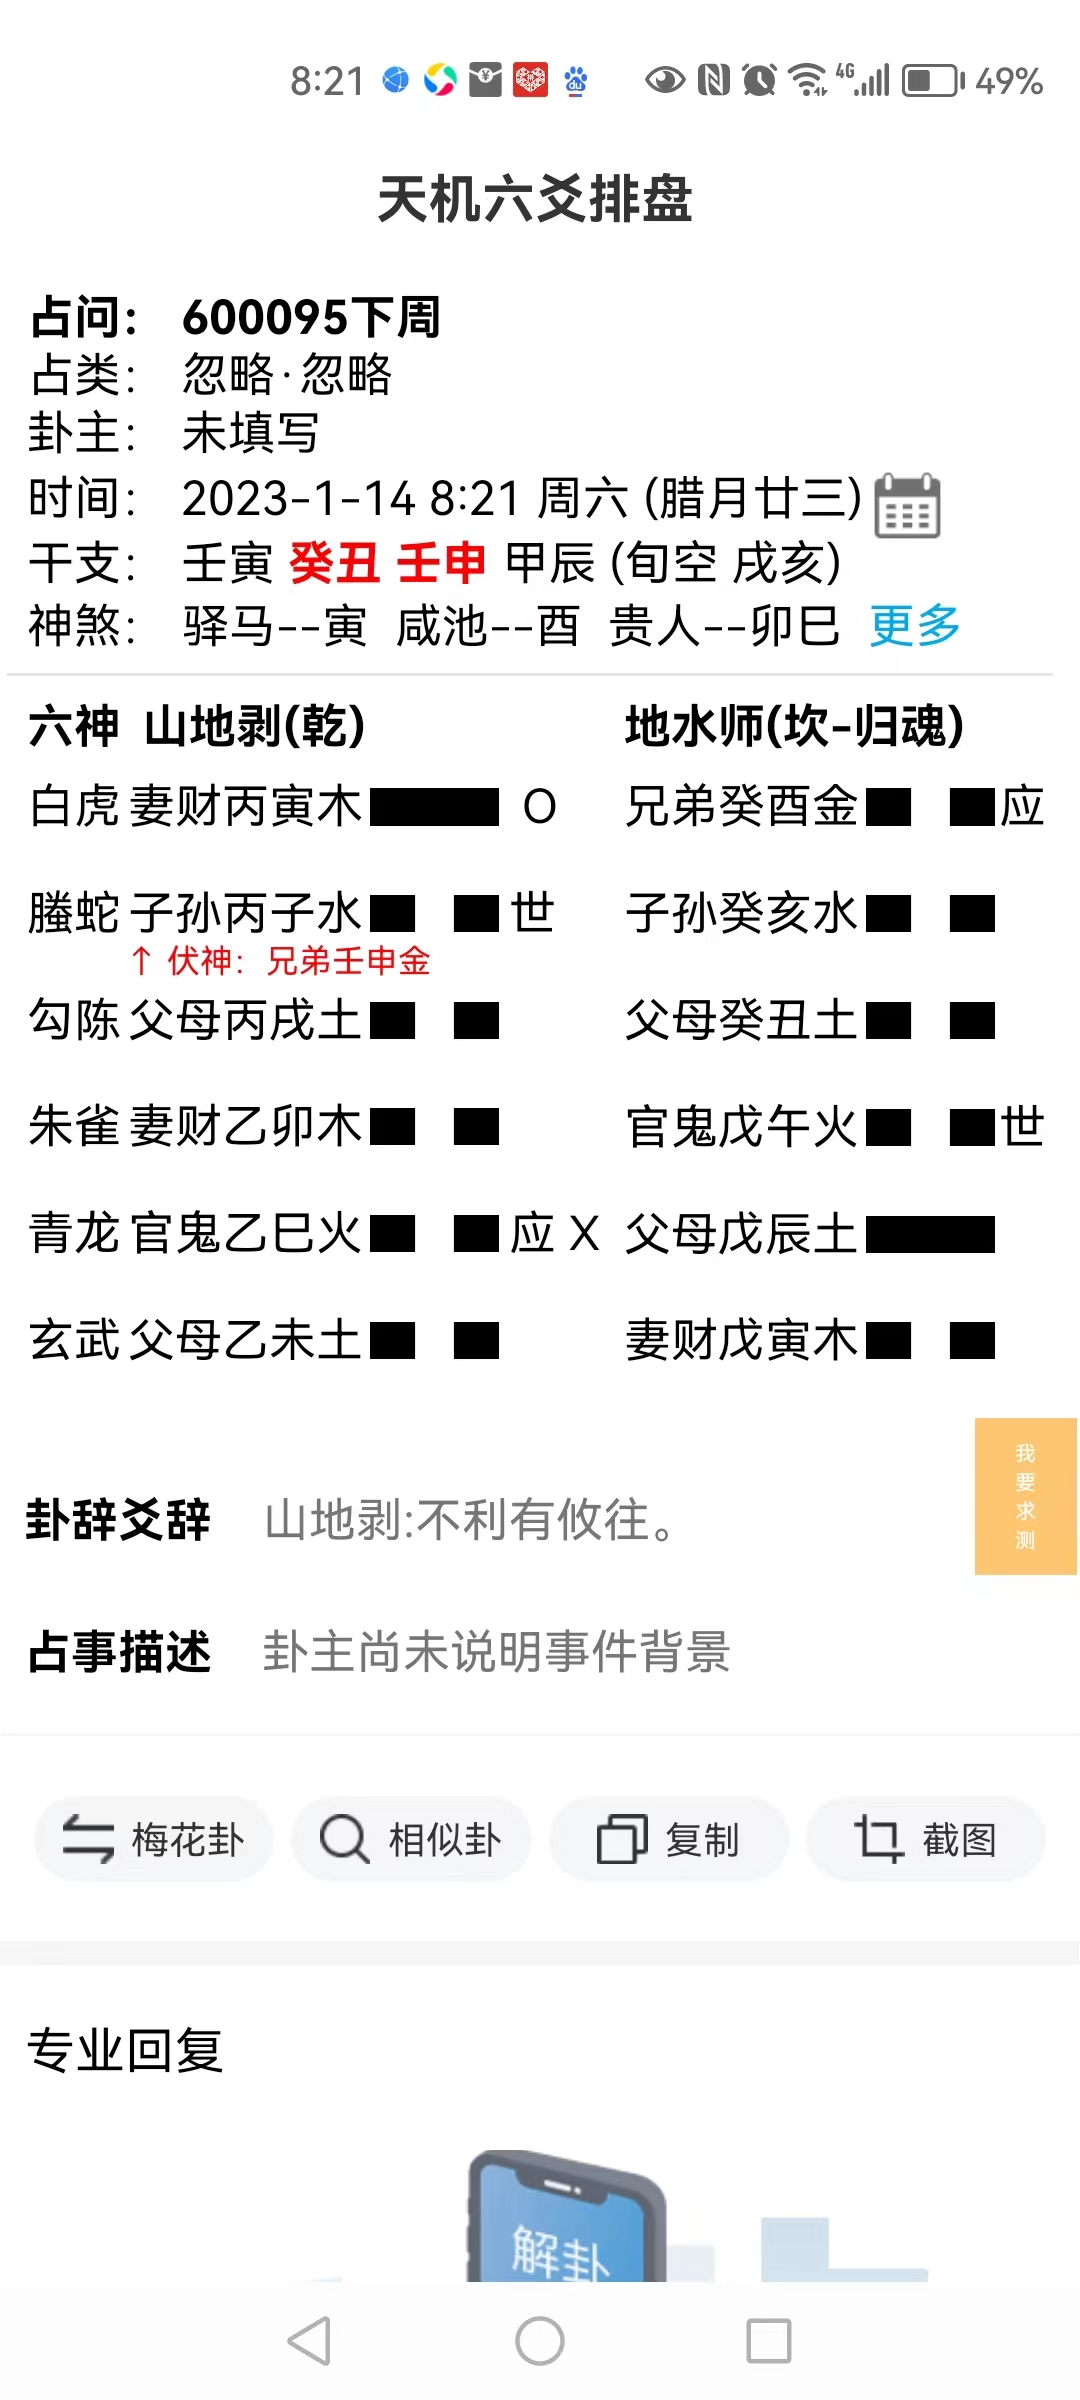 8:21 4G 49%
天机六爻排盘
占问： 600095下周
占类： 忽略·忽略
卦主： 未填写
时间： 2023-1-14 8:21 周六 (腊月廿三)
干支： 壬寅 癸丑 壬申 甲辰 (旬空 戌亥)
神煞： 驿马--寅 咸池--酉 贵人--卯巳 更多
六神 山地剥(乾) 地水师(坎-归魂)
白虎 妻财丙寅木 O 兄弟癸酉金 应
螣蛇 子孙丙子水 世 子孙癸亥水
↑ 伏神：兄弟壬申金
勾陈 父母丙戌土 父母癸丑土
朱雀 妻财乙卯木 官鬼戊午火 世
青龙 官鬼乙巳火 应 X 父母戊辰土
玄武 父母乙未土 妻财戊寅木
我要求测
卦辞爻辞 山地剥:不利有攸往。
占事描述 卦主尚未说明事件背景
梅花卦 相似卦 复制 截图
专业回复
解卦